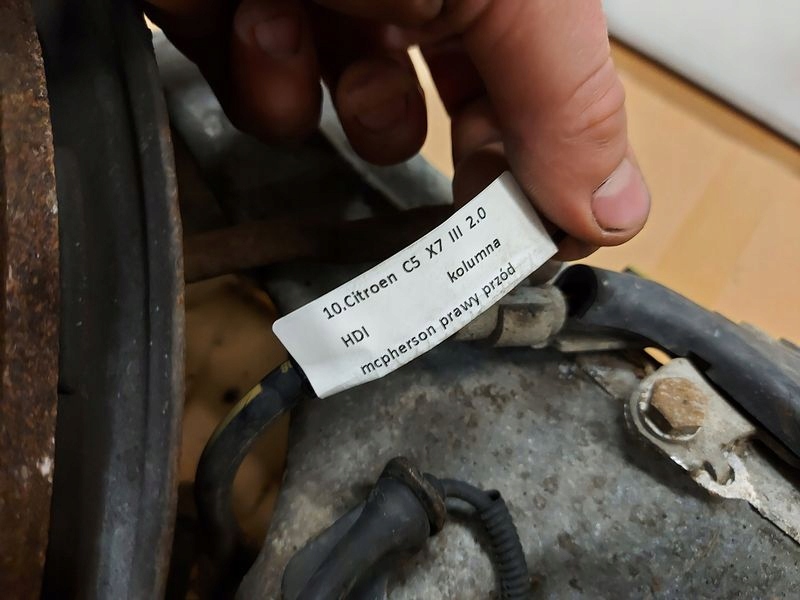 10.Citroen C5 X7 III 2.0
HDI kolumna
mcpherson prawy przód